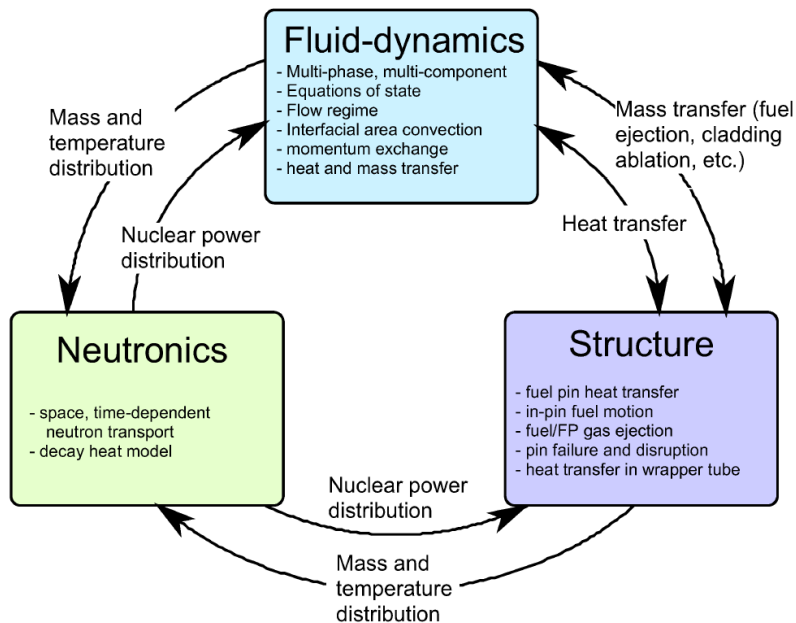 Fluid-dynamics
- Multi-phase, multi-component
- Equations of state
- Flow regime
- Interfacial area convection
- momentum exchange
- heat and mass transfer
Mass and
temperature
distribution
Nuclear power
distribution
Mass transfer (fuel
ejection, cladding
ablation, etc.)
Heat transfer
Neutronics
- space, time-dependent
neutron transport
- decay heat model
Structure
- fuel pin heat transfer
- in-pin fuel motion
- fuel/FP gas ejection
- pin failure and disruption
- heat transfer in wrapper tube
Nuclear power
distribution
Mass and
temperature
distribution